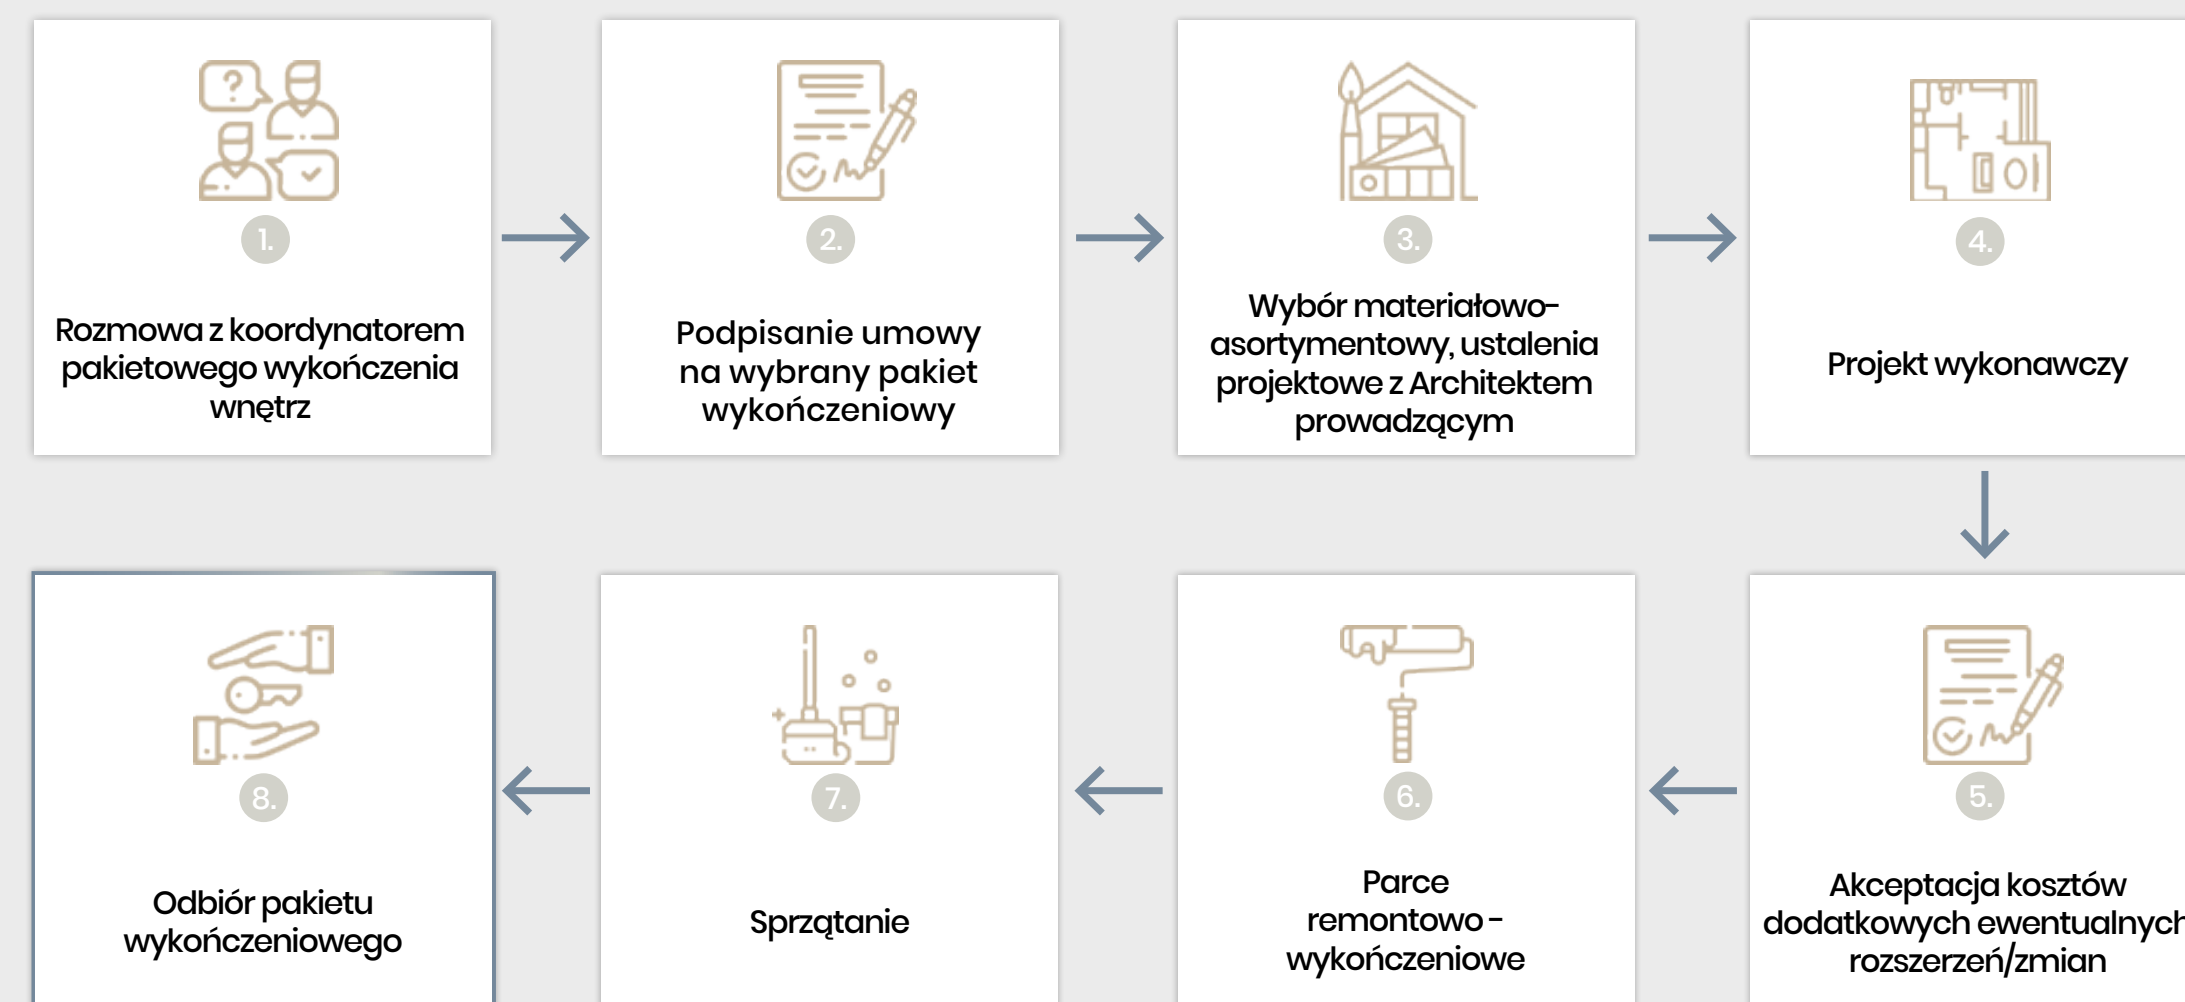 ?
1.
Rozmowa z koordynatorem
pakietowego wykończenia
wnętrz
2.
Podpisanie umowy
na wybrany pakiet
wykończeniowy
3.
Wybór materiałowo-
asortymentowy, ustalenia
projektowe z Architektem
prowadzącym
4.
Projekt wykonawczy
5.
Akceptacja kosztów
dodatkowych ewentualnych
rozszerzeń/zmian
6.
Parce
remontowo -
wykończeniowe
7.
Sprzątanie
8.
Odbiór pakietu
wykończeniowego